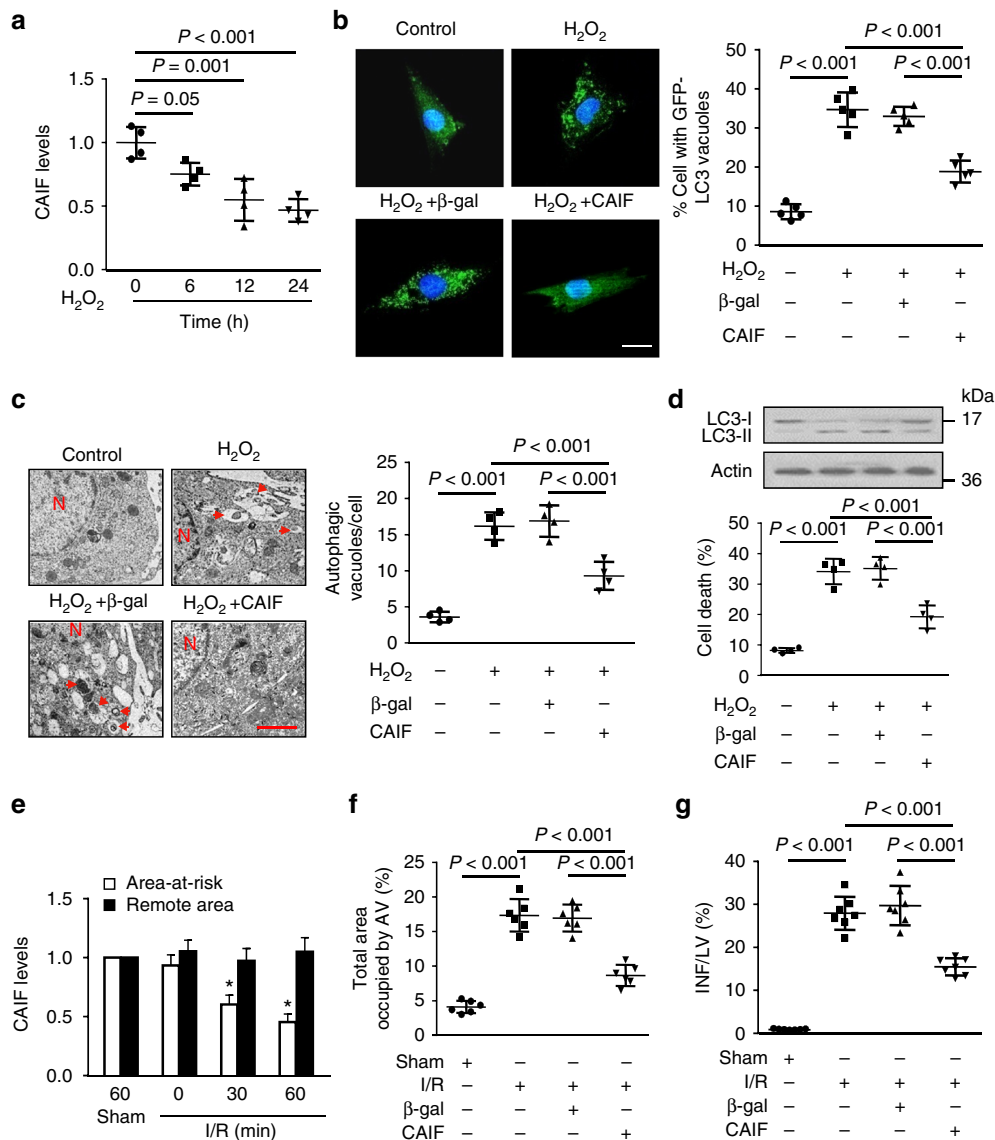 a
P < 0.001
P = 0.001
P = 0.05
1.5
1.0
0.5
0.0
CAIF levels
H₂O₂
0 6 12 24
Time (h)
b
Control
H₂O₂
H₂O₂ +β-gal
H₂O₂ +CAIF
P < 0.001
P < 0.001
P < 0.001
50
40
30
20
10
0
% Cell with GFP-
LC3 vacuoles
H₂O₂ – + + +
β-gal – – + –
CAIF – – – +
c
Control
H₂O₂
N
N
H₂O₂ +β-gal
H₂O₂ +CAIF
N
N
P < 0.001
P < 0.001
P < 0.001
25
20
15
10
5
0
Autophagic
vacuoles/cell
H₂O₂ – + + +
β-gal – – + –
CAIF – – – +
d
kDa
LC3-I
LC3-II
17
Actin
36
P < 0.001
P < 0.001
P < 0.001
50
40
30
20
10
0
Cell death (%)
H₂O₂ – + + +
β-gal – – + –
CAIF – – – +
e
Area-at-risk
Remote area
1.5
1.0
0.5
0.0
CAIF levels
*
*
60 0 30 60
Sham
I/R (min)
f
P < 0.001
P < 0.001
P < 0.001
25
20
15
10
5
0
Total area
occupied by AV (%)
Sham + – – –
I/R – + + +
β-gal – – + –
CAIF – – – +
g
P < 0.001
P < 0.001
P < 0.001
40
30
20
10
0
INF/LV (%)
Sham + – – –
I/R – + + +
β-gal – – + –
CAIF – – – +